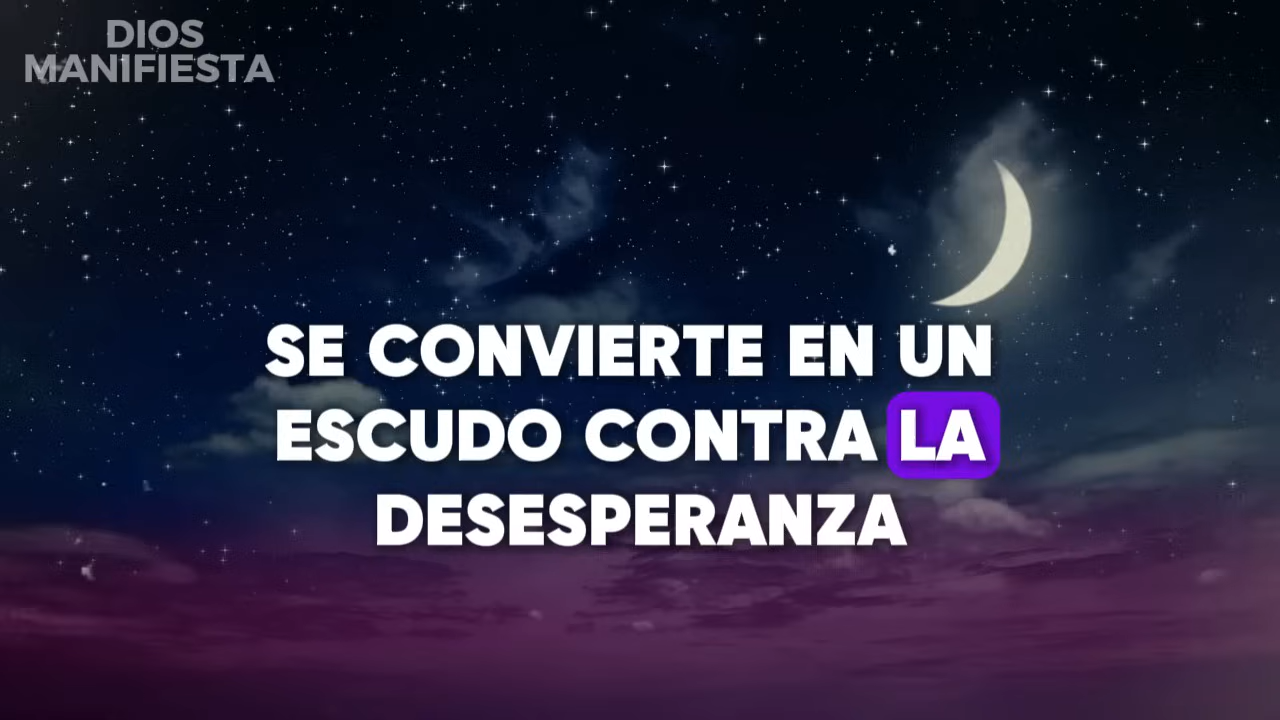 DIOS
MANIFIESTA
SE CONVIERTE EN UN
ESCUDO CONTRA LA
DESESPERANZA